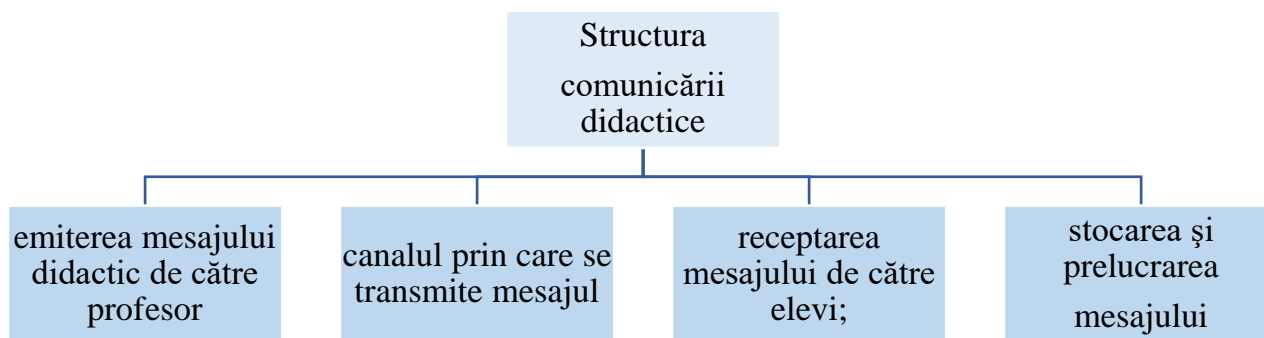 Structura
comunicării
didactice
emiterea mesajului
didactic de către
profesor
canalul prin care se
transmite mesajul
receptarea
mesajului de către
elevi;
stocarea şi
prelucrarea
mesajului